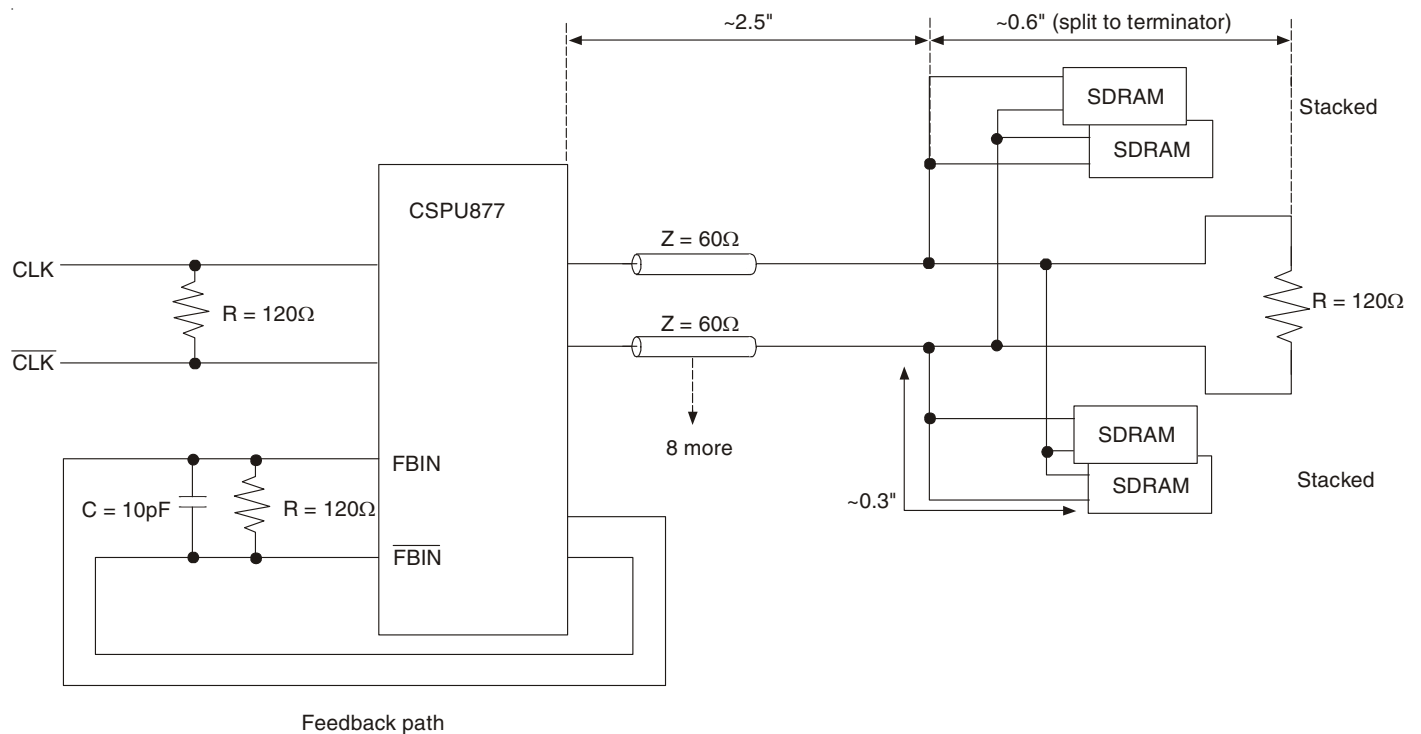 ~2.5"
~0.6" (split to terminator)
SDRAM
Stacked
SDRAM
CSPU877
Z = 60Ω
CLK
R = 120Ω
R = 120Ω
Z = 60Ω
CLK
8 more
SDRAM
FBIN
SDRAM
Stacked
~0.3"
C = 10pF
R = 120Ω
FBIN
Feedback path